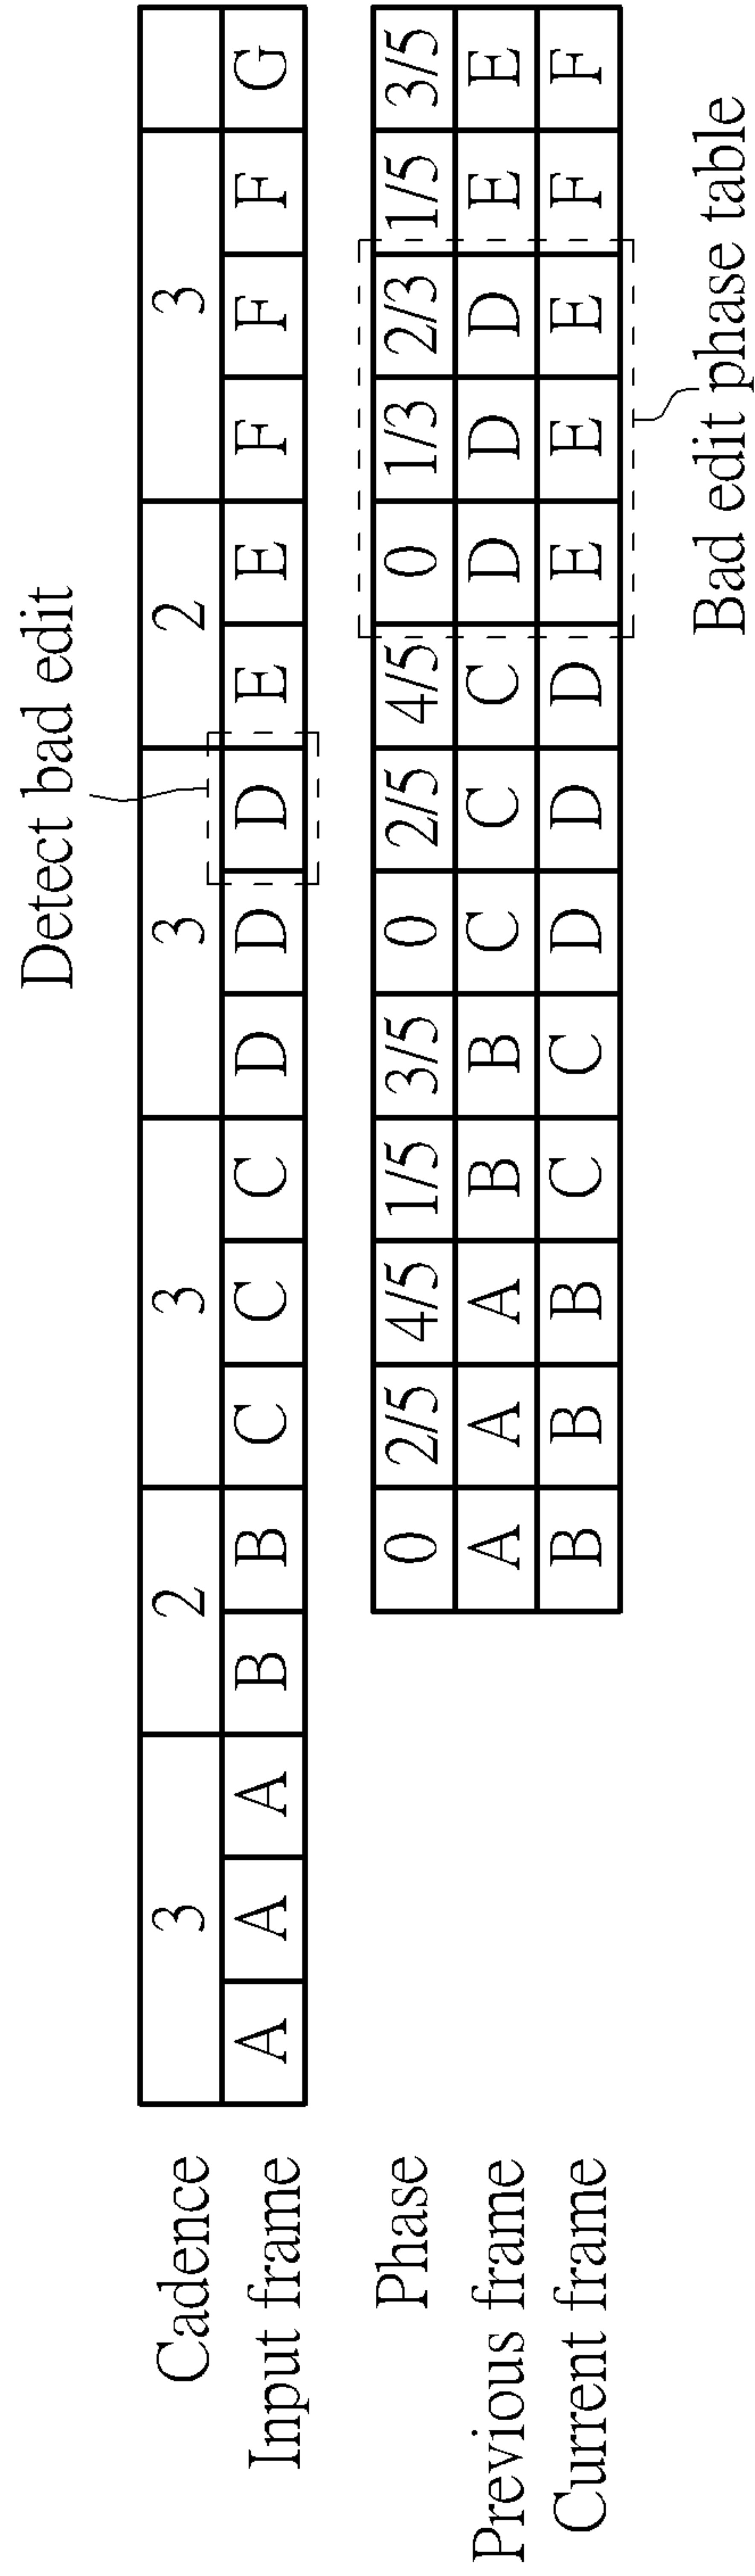 Detect bad edit
Cadence 3 2 3 3 2 3
Input frame A A A B B C C C D D D E E F F F G
Phase 0 2/5 4/5 1/5 3/5 0 2/5 4/5 0 1/3 2/3 1/5 3/5
Previous frame A A A B B C C C D D D E E
Current frame B B B C C D D D E E E F F
Bad edit phase table